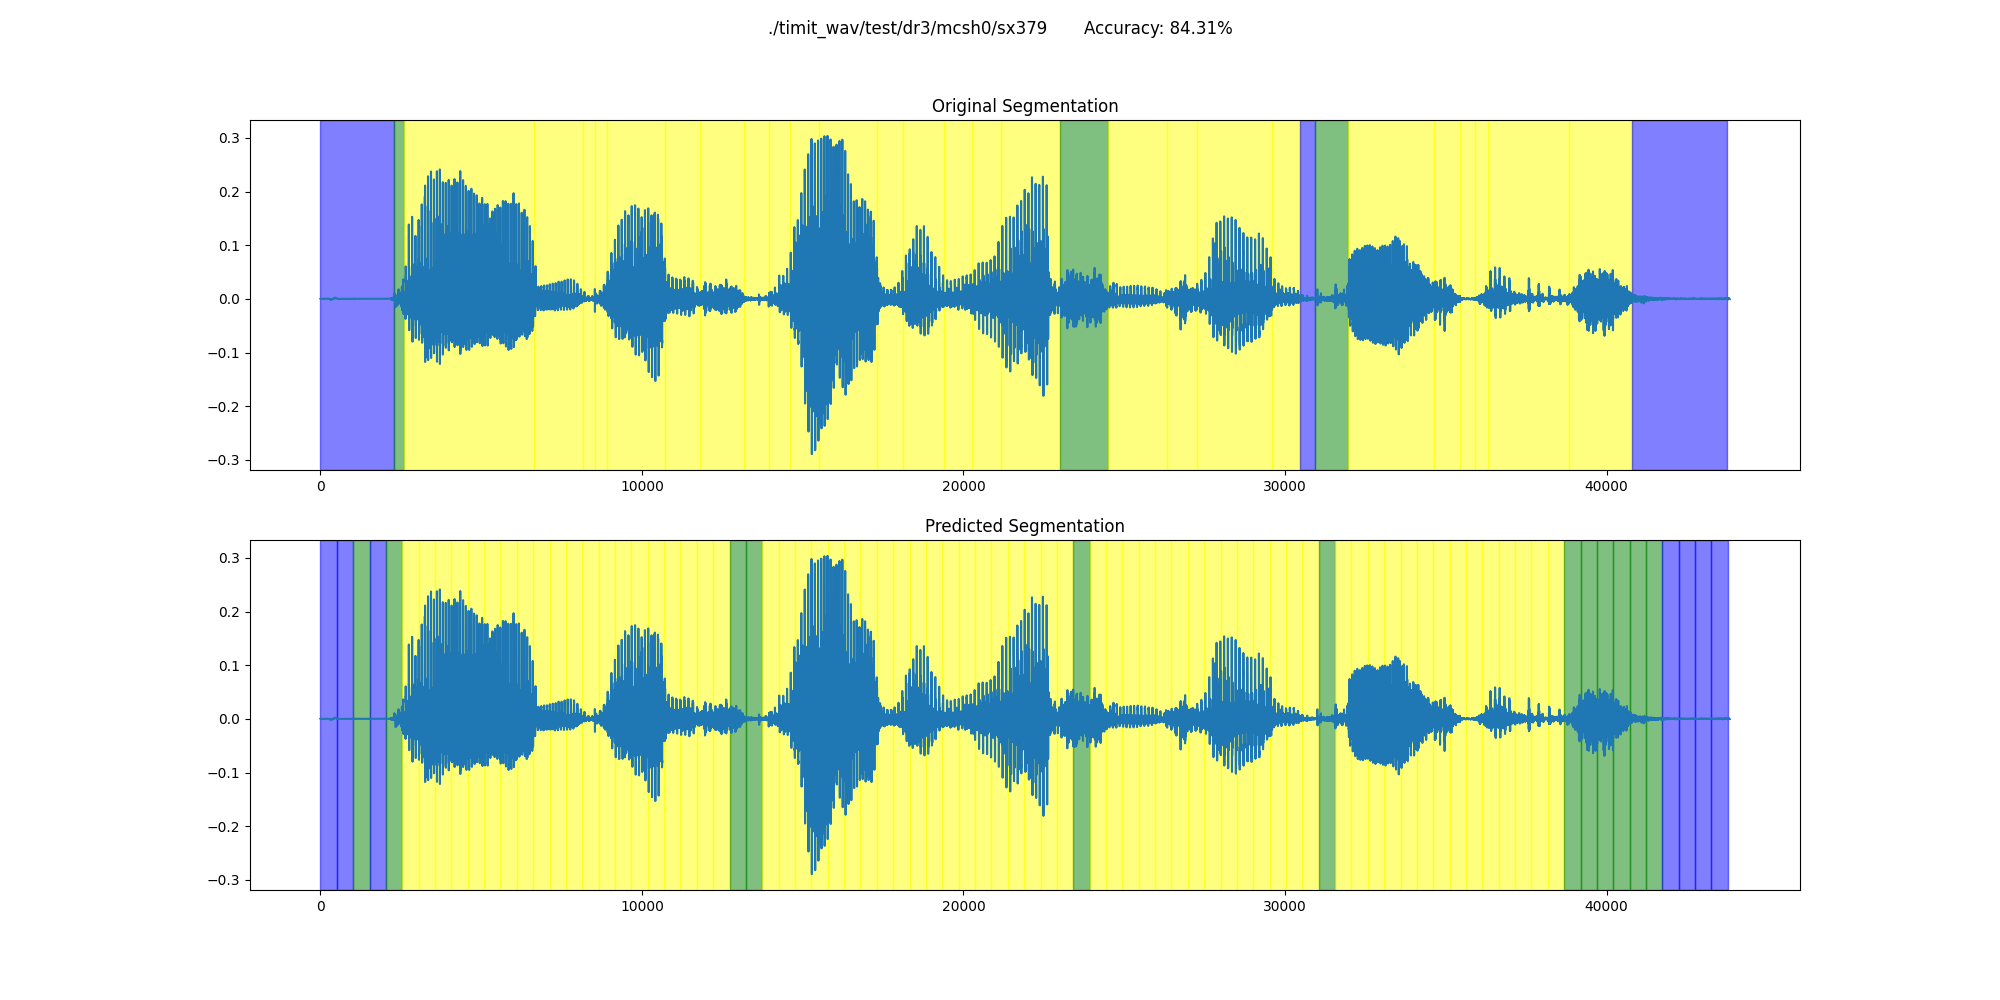 ./timit_wav/test/dr3/mcsh0/sx379 Accuracy: 84.31%
Original Segmentation
0.3
0.2
0.1
0.0
−0.1
−0.2
−0.3
0 10000 20000 30000 40000
Predicted Segmentation
0.3
0.2
0.1
0.0
−0.1
−0.2
−0.3
0 10000 20000 30000 40000